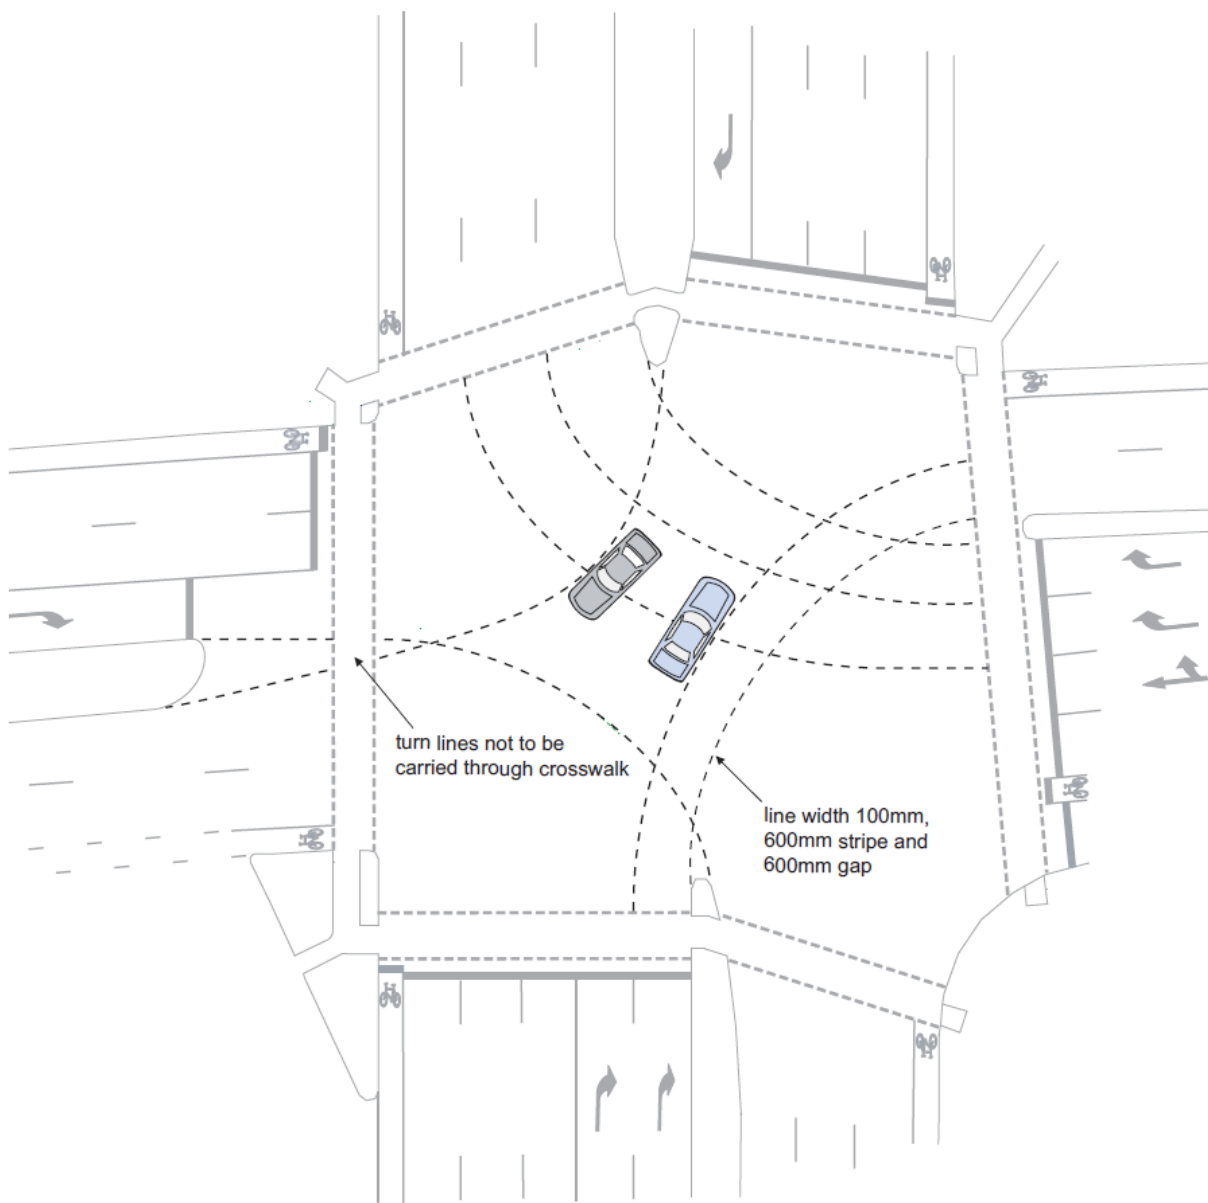 turn lines not to be
carried through crosswalk
line width 100mm,
600mm stripe and
600mm gap